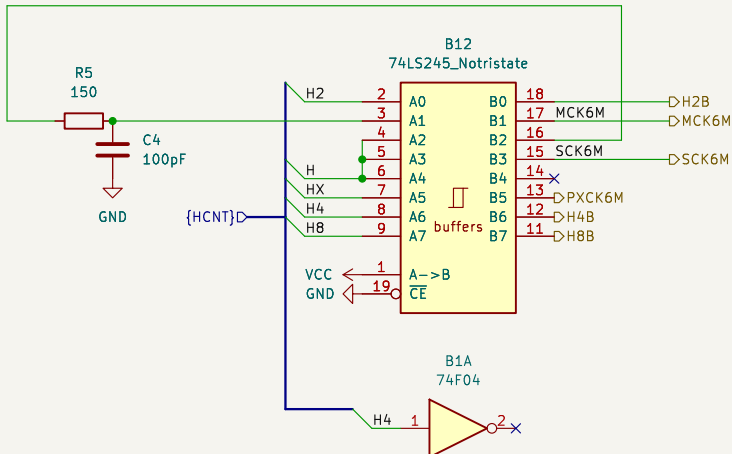 B12
74LS245_Notristate
R5
150
C4
100pF
GND
H2 2 A0 B0 18 H2B
3 A1 B1 17 MCK6M MCK6M
4 A2 B2 16
5 A3 B3 15 SCK6M SCK6M
H 6 A4 B4 14
HX 7 A5 B5 13 PXCK6M
{HCNT} H4 8 A6 B6 12 H4B
H8 9 A7 B7 11 H8B
buffers
VCC 1 A->B
GND 19 CE
B1A
74F04
H4 1 2